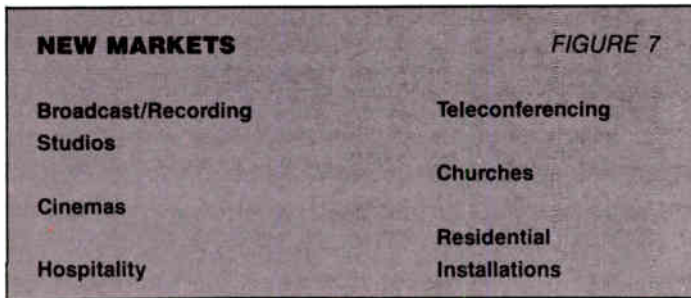 NEW MARKETS FIGURE 7
Broadcast/Recording
Studios
Cinemas
Hospitality
Teleconferencing
Churches
Residential
Installations